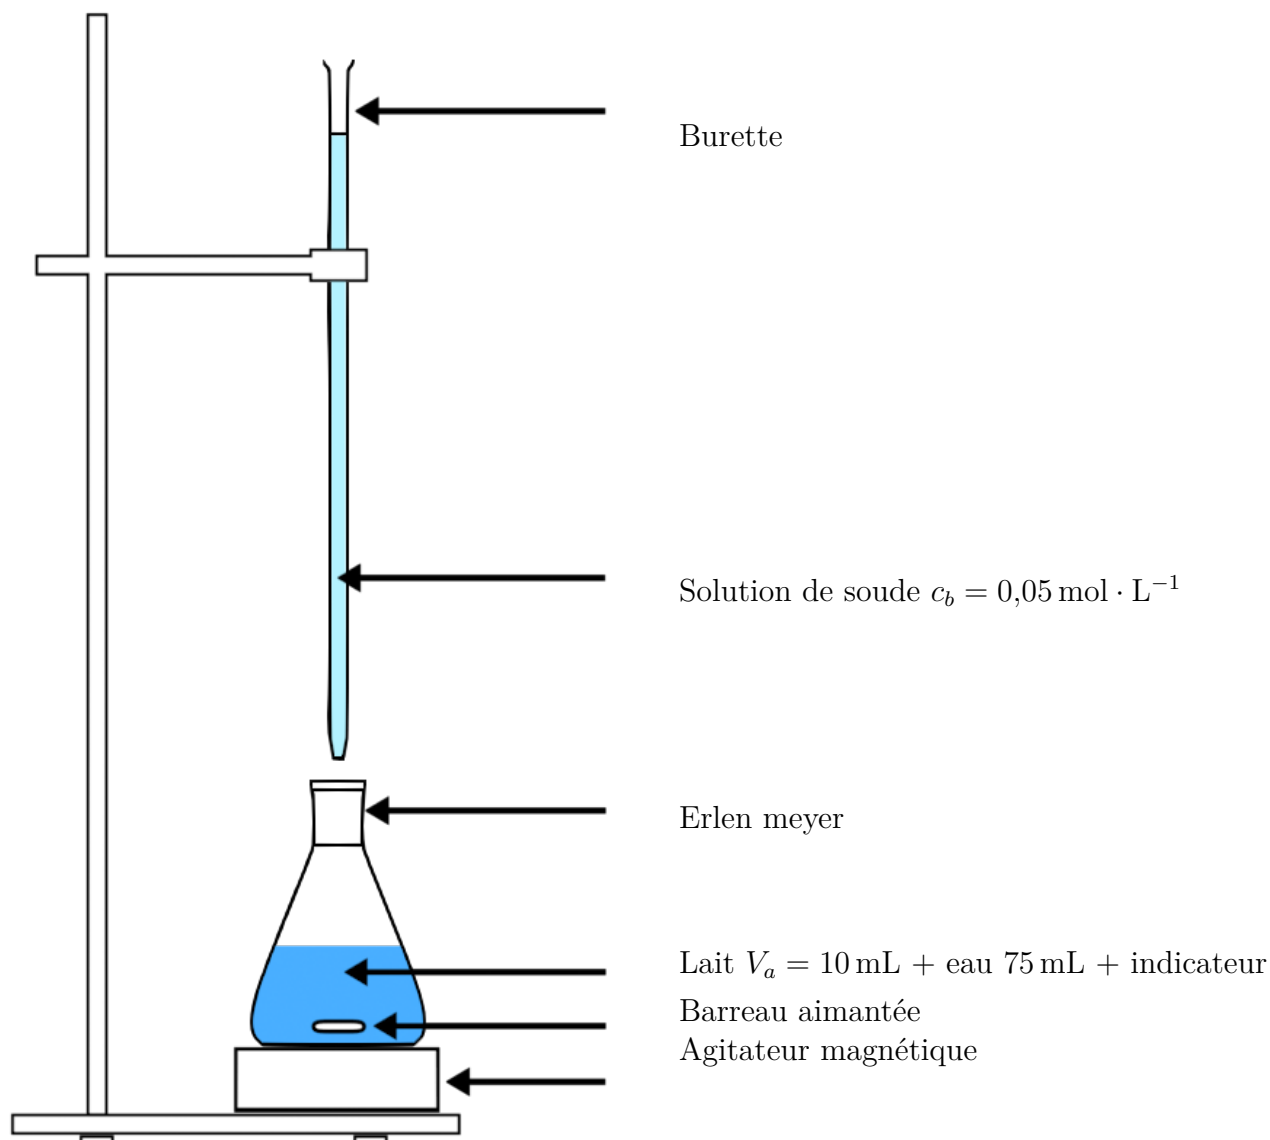 Burette
Solution de soude $c_b = 0{,}05\,\mathrm{mol} \cdot \mathrm{L}^{-1}$
Erlen meyer
Lait $V_a = 10\,\mathrm{mL}$ + eau 75 mL + indicateur
Barreau aimantée
Agitateur magnétique